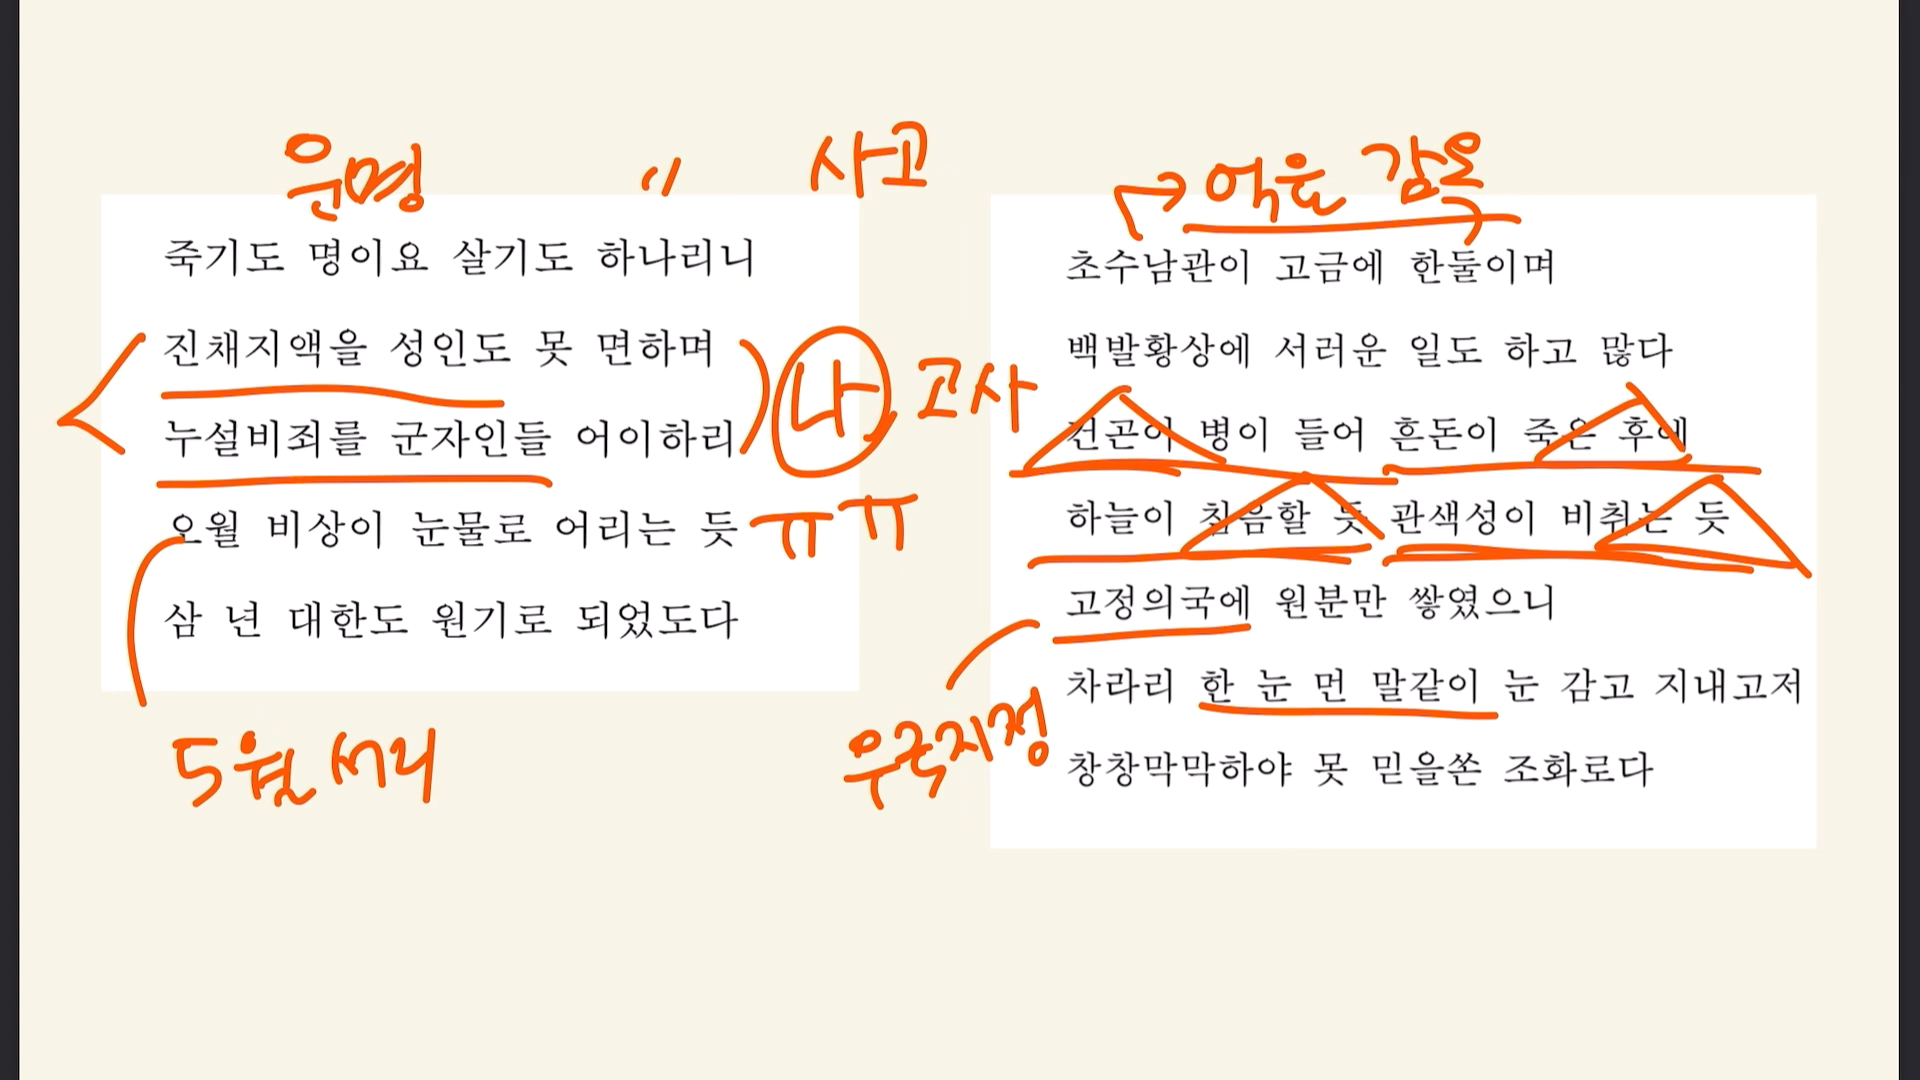 운명 〃 사고
죽기도 명이요 살기도 하나리니
진채지액을 성인도 못 면하며
누설비죄를 군자인들 어이하리
나 고사
오월 비상이 눈물로 어리는 듯 ㅠㅠ
삼 년 대한도 원기로 되었도다
5월 서리
억울 감옥
초수남관이 고금에 한둘이며
백발황상에 서러운 일도 하고 많다
건곤이 병이 들어 흔돈이 죽은 후에
하늘이 침음할 듯 관색성이 비취는 듯
고정의국에 원분만 쌓였으니
우국지정
차라리 한 눈 먼 말같이 눈 감고 지내고저
창창막막하야 못 믿을쏜 조화로다